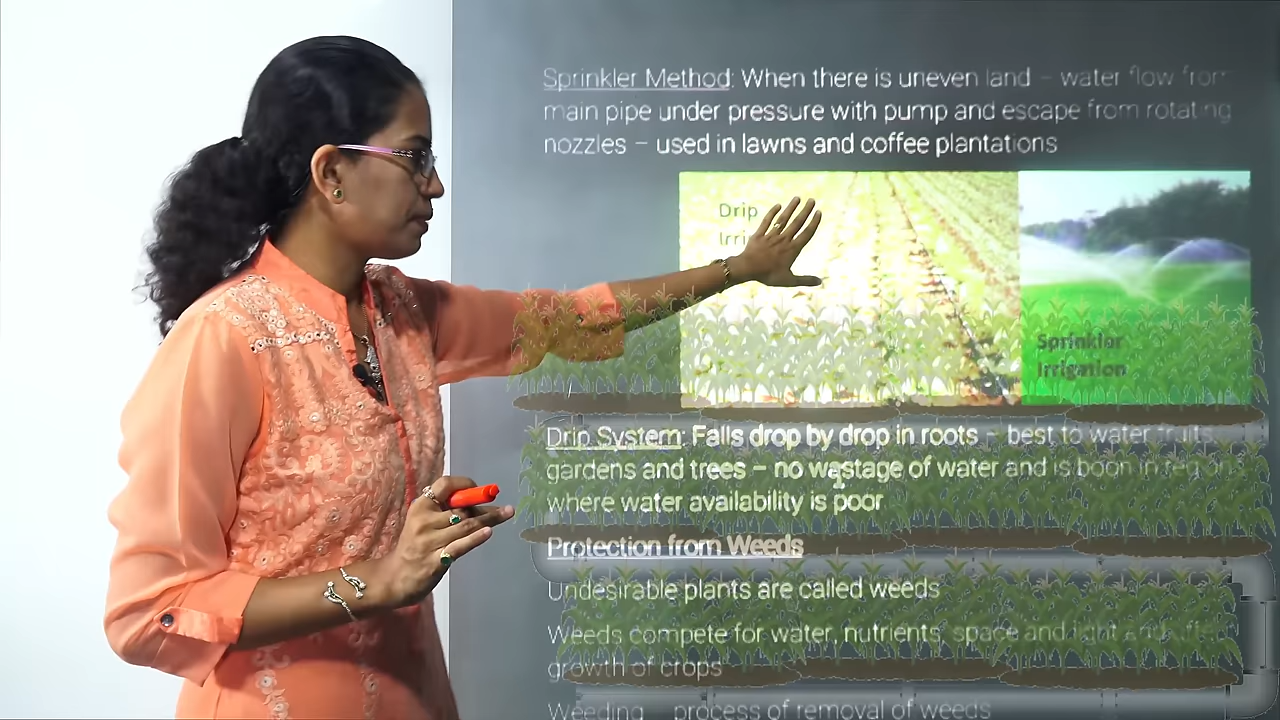 Sprinkler Method: When there is uneven land – water flow from
main pipe under pressure with pump and escape from rotating
nozzles – used in lawns and coffee plantations
Drip
Sprinkler
Irrigation
Drip System: Falls drop by drop in roots – best to water fruits
gardens and trees – no wastage of water and is boon in regions
where water availability is poor
Protection from Weeds
Undesirable plants are called weeds
Weeds compete for water, nutrients, space and light and
growth of crops
Weeding process of removal of weeds